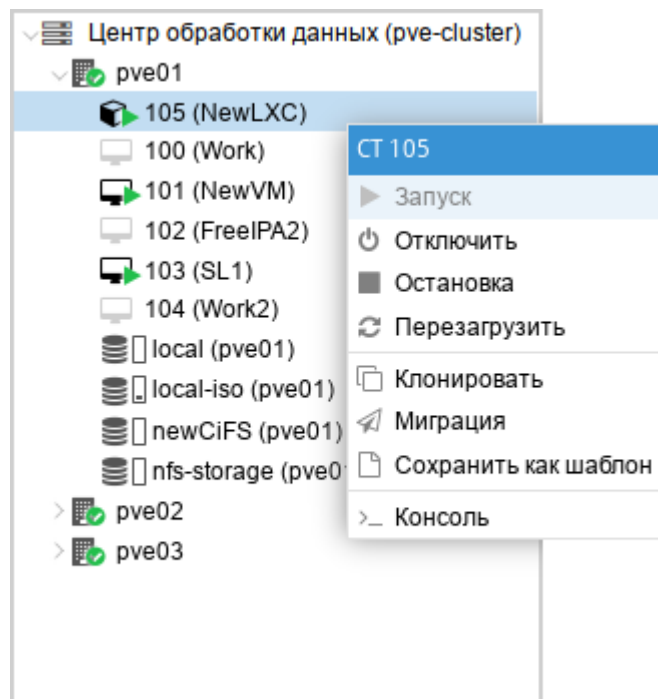 Центр обработки данных (pve-cluster)
pve01
105 (NewLXC)
100 (Work)
101 (NewVM)
102 (FreeIPA2)
103 (SL1)
104 (Work2)
local (pve01)
local-iso (pve01)
newCiFS (pve01)
nfs-storage (pve0
pve02
pve03
CT 105
Запуск
Отключить
Остановка
Перезагрузить
Клонировать
Миграция
Сохранить как шаблон
Консоль